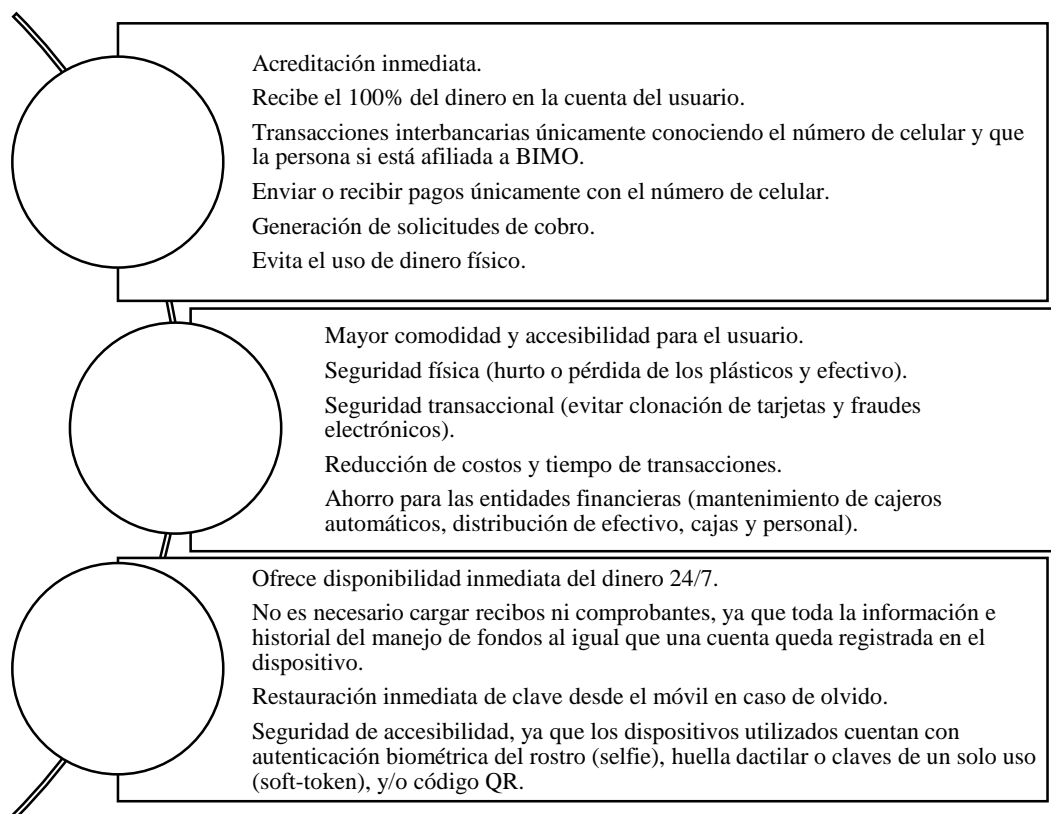 Acreditación inmediata.
Recibe el 100% del dinero en la cuenta del usuario.
Transacciones interbancarias únicamente conociendo el número de celular y que
la persona si está afiliada a BIMO.
Enviar o recibir pagos únicamente con el número de celular.
Generación de solicitudes de cobro.
Evita el uso de dinero físico.
Mayor comodidad y accesibilidad para el usuario.
Seguridad física (hurto o pérdida de los plásticos y efectivo).
Seguridad transaccional (evitar clonación de tarjetas y fraudes
electrónicos).
Reducción de costos y tiempo de transacciones.
Ahorro para las entidades financieras (mantenimiento de cajeros
automáticos, distribución de efectivo, cajas y personal).
Ofrece disponibilidad inmediata del dinero 24/7.
No es necesario cargar recibos ni comprobantes, ya que toda la información e
historial del manejo de fondos al igual que una cuenta queda registrada en el
dispositivo.
Restauración inmediata de clave desde el móvil en caso de olvido.
Seguridad de accesibilidad, ya que los dispositivos utilizados cuentan con
autenticación biométrica del rostro (selfie), huella dactilar o claves de un solo uso
(soft-token), y/o código QR.